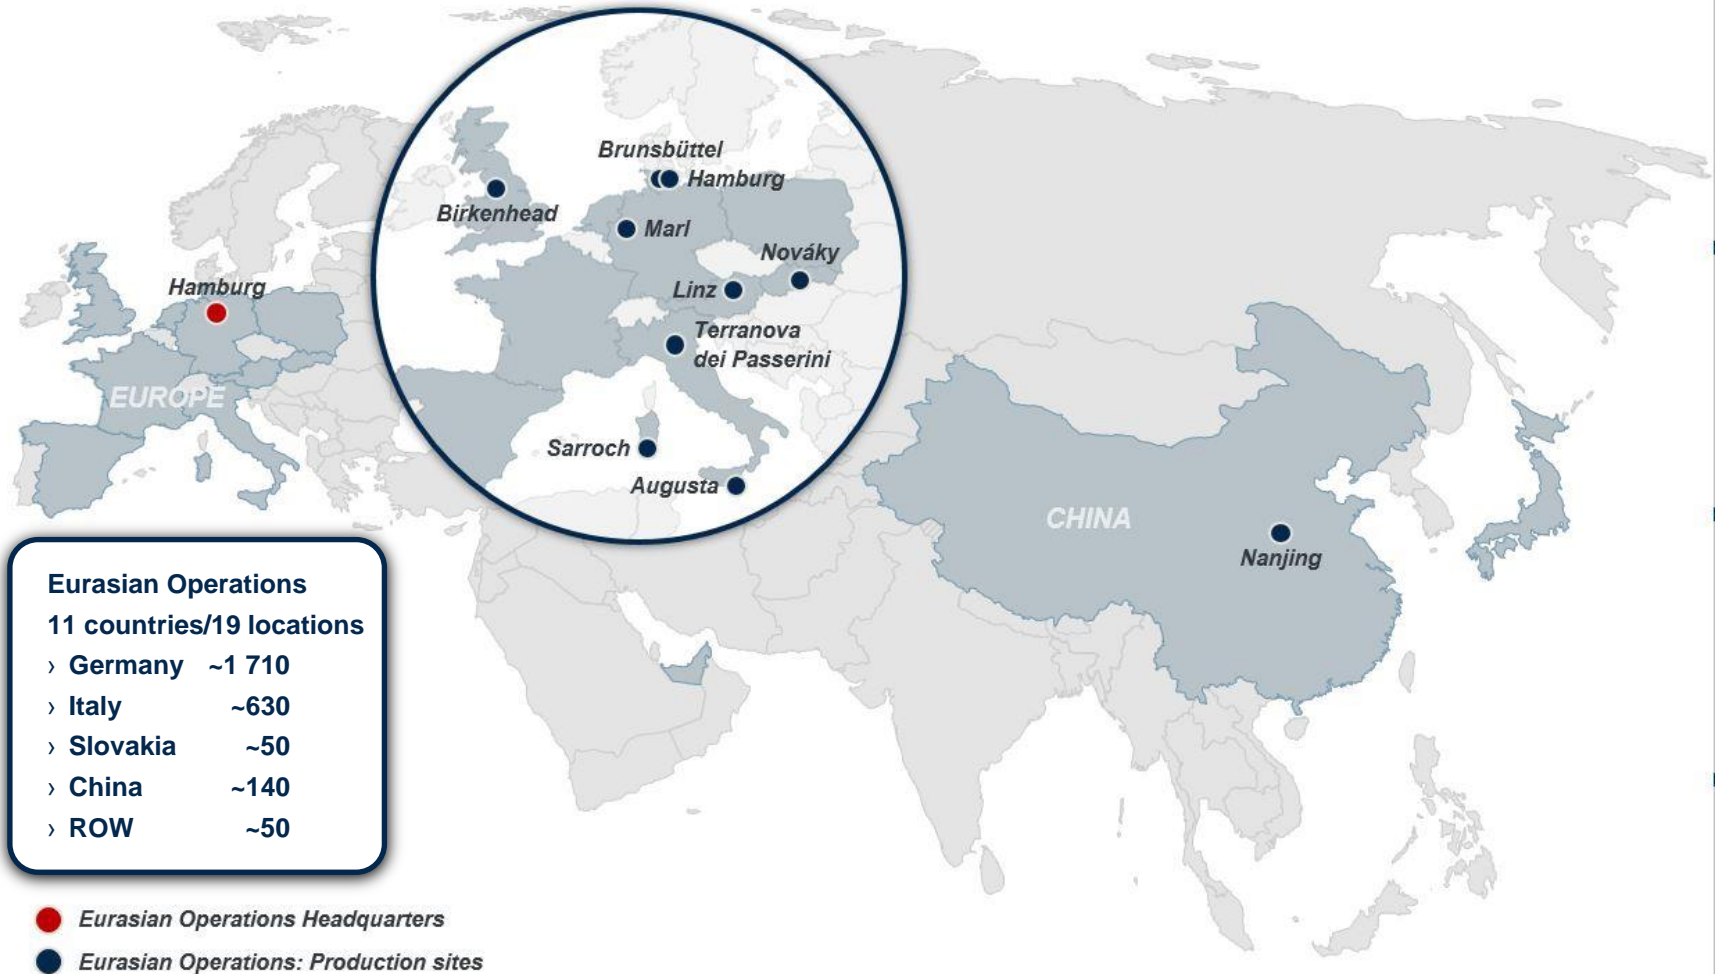 Brunsbüttel
Hamburg
Birkenhead
Marl
Nováky
Linz
Terranova
dei Passerini
Sarroch
Augusta
Hamburg
EUROPE
CHINA
Nanjing
Eurasian Operations
11 countries/19 locations
› Germany ~1 710
› Italy ~630
› Slovakia ~50
› China ~140
› ROW ~50
Eurasian Operations Headquarters
Eurasian Operations: Production sites